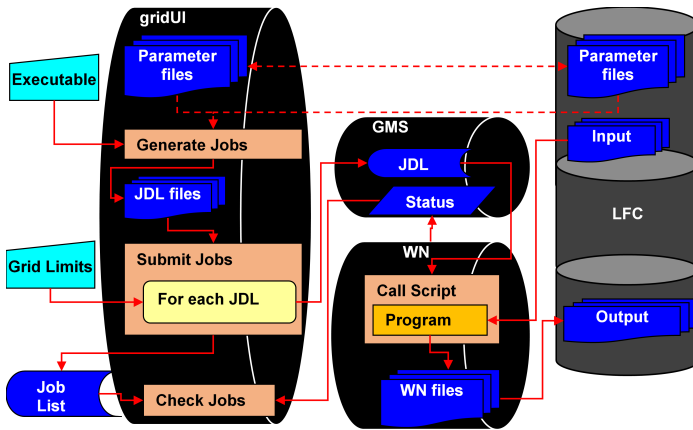 gridUI
Parameter
files
Executable
Generate Jobs
JDL files
Submit Jobs
Grid Limits
For each JDL
Job
List
Check Jobs
GMS
JDL
Status
WN
Call Script
Program
WN files
Parameter
files
Input
LFC
Output